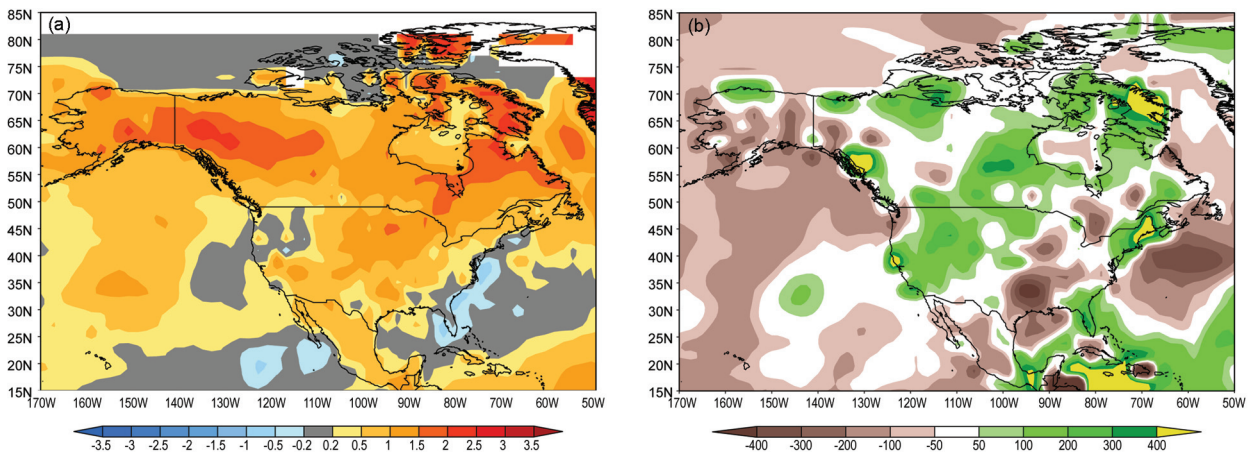 (a)
85N
80N
75N
70N
65N
60N
55N
50N
45N
40N
35N
30N
25N
20N
15N
170W 160W 150W 140W 130W 120W 110W 100W 90W 80W 70W 60W 50W
-3.5 -3 -2.5 -2 -1.5 -1 -0.5 -0.2 0.2 0.5 1 1.5 2 2.5 3 3.5
(b)
85N
80N
75N
70N
65N
60N
55N
50N
45N
40N
35N
30N
25N
20N
15N
170W 160W 150W 140W 130W 120W 110W 100W 90W 80W 70W 60W 50W
-400 -300 -200 -100 -50 50 100 200 300 400